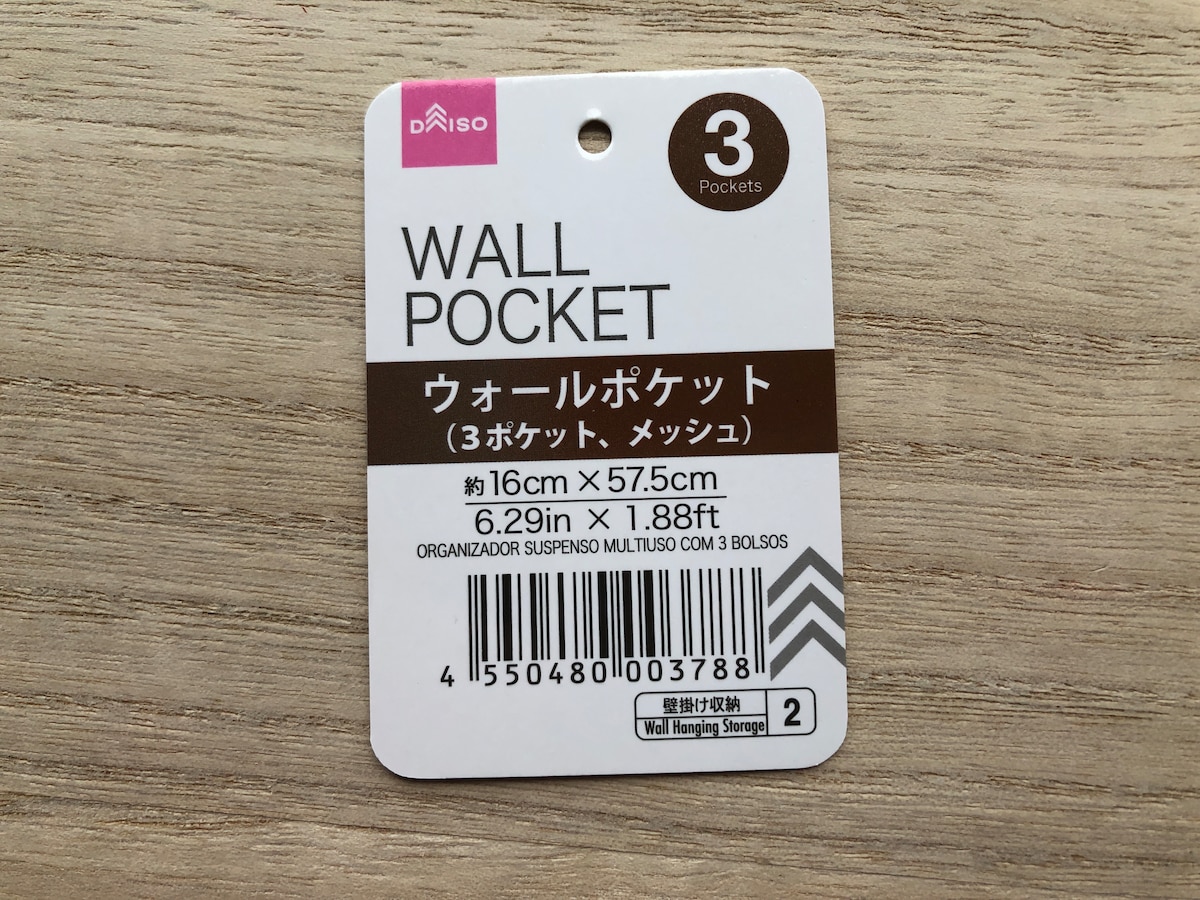 DAISO
3
Pockets
WALL
POCKET
ウォールポケット
（3ポケット、メッシュ）
約16cm×57.5cm
6.29in × 1.88ft
ORGANIZADOR SUSPENSO MULTIUSO COM 3 BOLSOS
4 550480 003788
壁掛け収納
Wall Hanging Storage
2